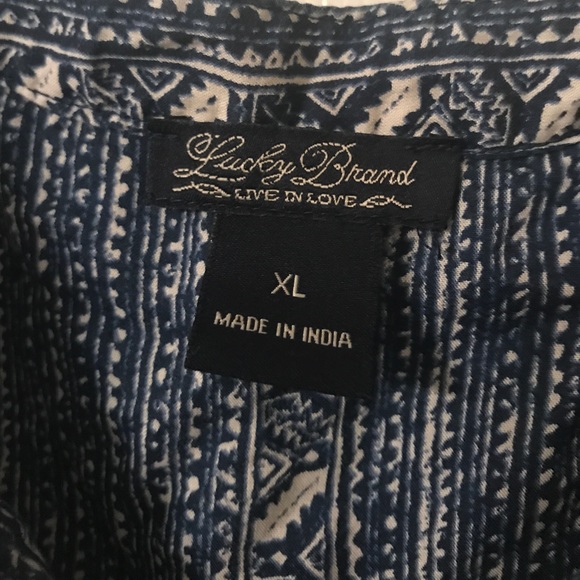 Lucky Brand
LIVE IN LOVE
XL
MADE IN INDIA